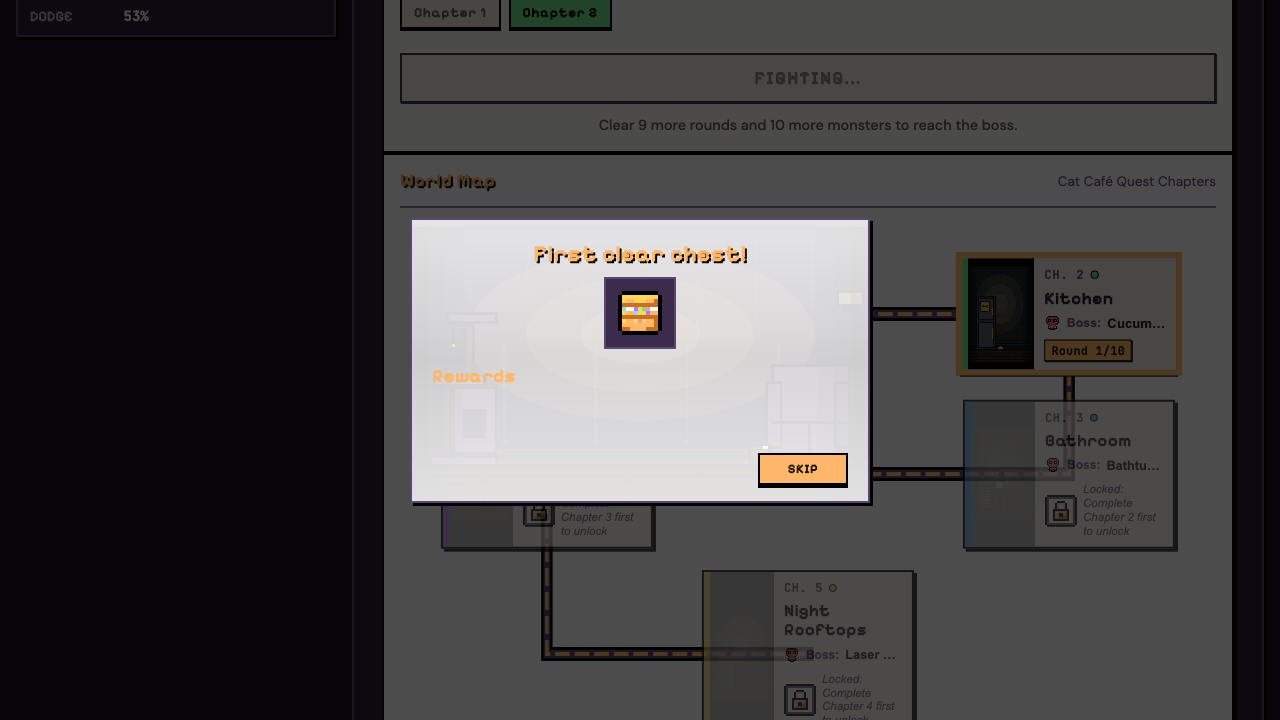 DODGE 53%
Chapter 1 Chapter 2
FIGHTING...
Clear 9 more rounds and 10 more monsters to reach the boss.
World Map
Cat Café Quest Chapters
First clear chest!
Rewards
SKIP
CH. 2
Kitchen
Boss: Cucum...
Round 1/10
CH. 3
Bathroom
Boss: Bathtu...
Locked:
Complete
Chapter 2 first
to unlock
Complete
Chapter 3 first
to unlock
CH. 5
Night
Rooftops
Boss: Laser ...
Locked:
Complete
Chapter 4 first
to unlock